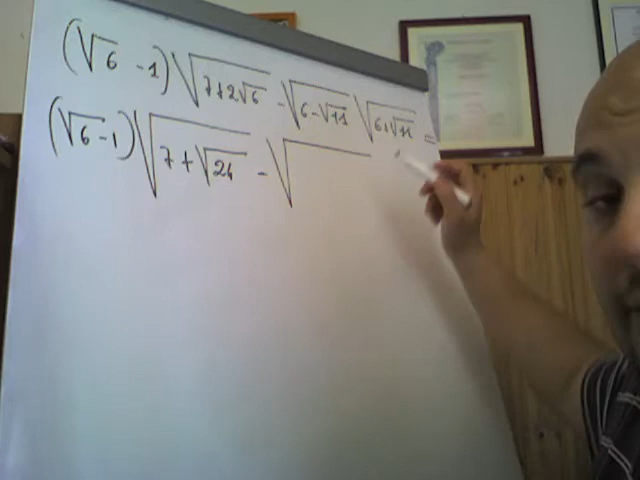 (√6 - 1)√(7+2√6) - √(6-√11) √(6+√11) =
(√6-1)√(7+√24) - √